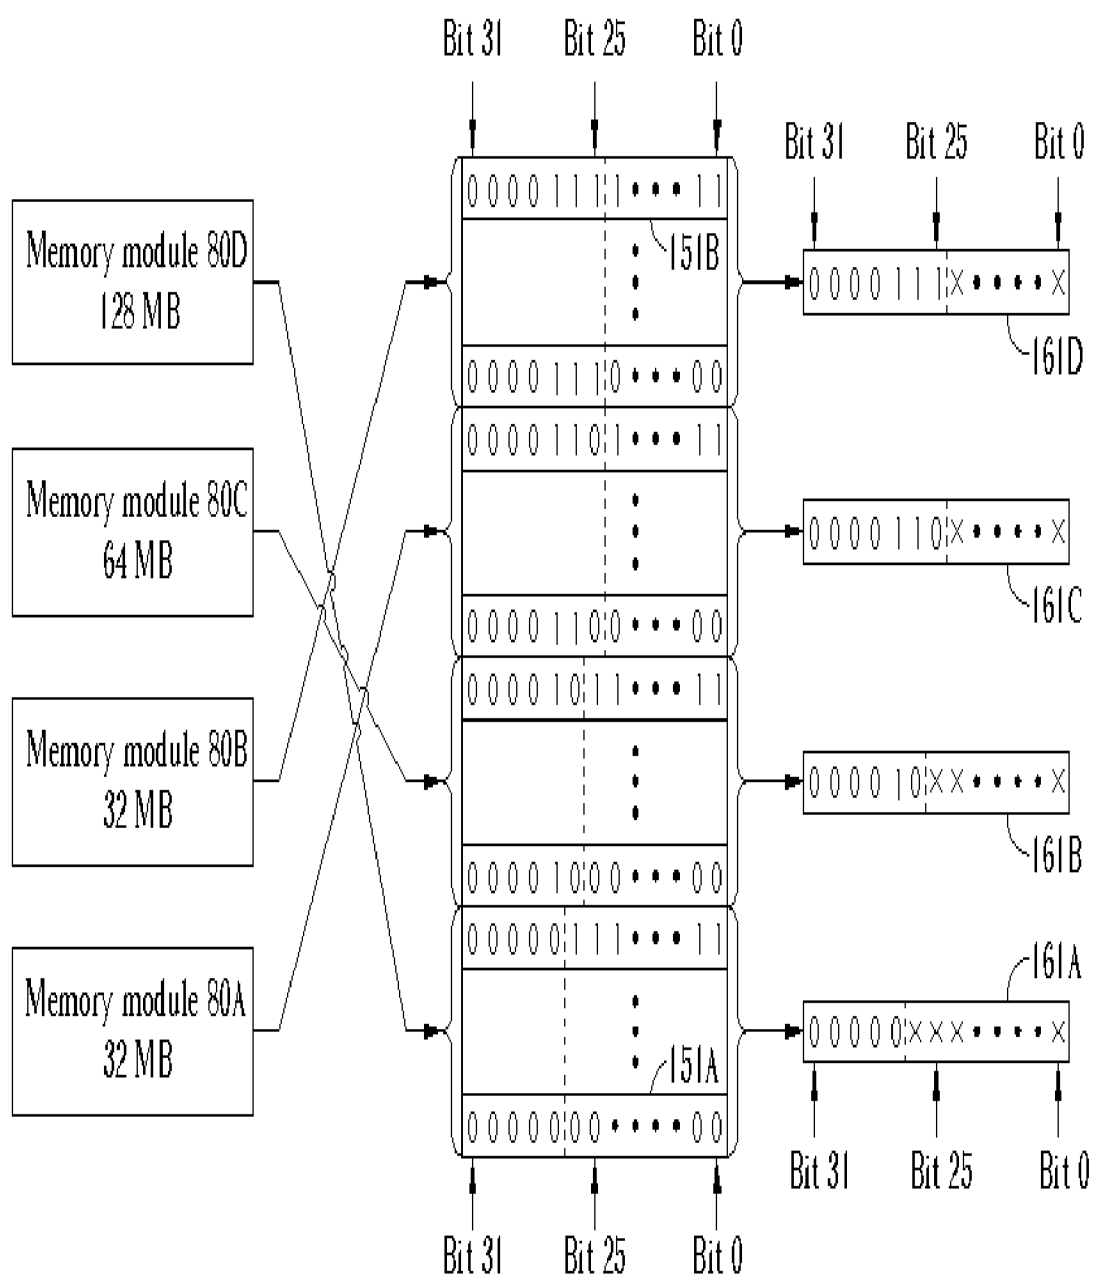 Bit 31 Bit 25 Bit 0
Bit 31 Bit 25 Bit 0
0 0 0 0 1 1 1 1 • • • 1 1
151B
Memory module 80D
128 MB
0 0 0 0 1 1 1 X • • • • X
161D
0 0 0 0 1 1 1 0 • • • 0 0
0 0 0 0 1 1 0 1 • • • 1 1
Memory module 80C
64 MB
0 0 0 0 1 1 0 X • • • • X
161C
0 0 0 0 1 1 0 0 • • • 0 0
0 0 0 0 1 0 1 1 • • • 1 1
Memory module 80B
32 MB
0 0 0 0 1 0 X X • • • • X
161B
0 0 0 0 1 0 0 0 • • • 0 0
0 0 0 0 0 1 1 1 • • • 1 1
161A
Memory module 80A
32 MB
0 0 0 0 0 X X X • • • • X
151A
0 0 0 0 0 0 0 • • • • 0 0
Bit 31 Bit 25 Bit 0
Bit 31 Bit 25 Bit 0